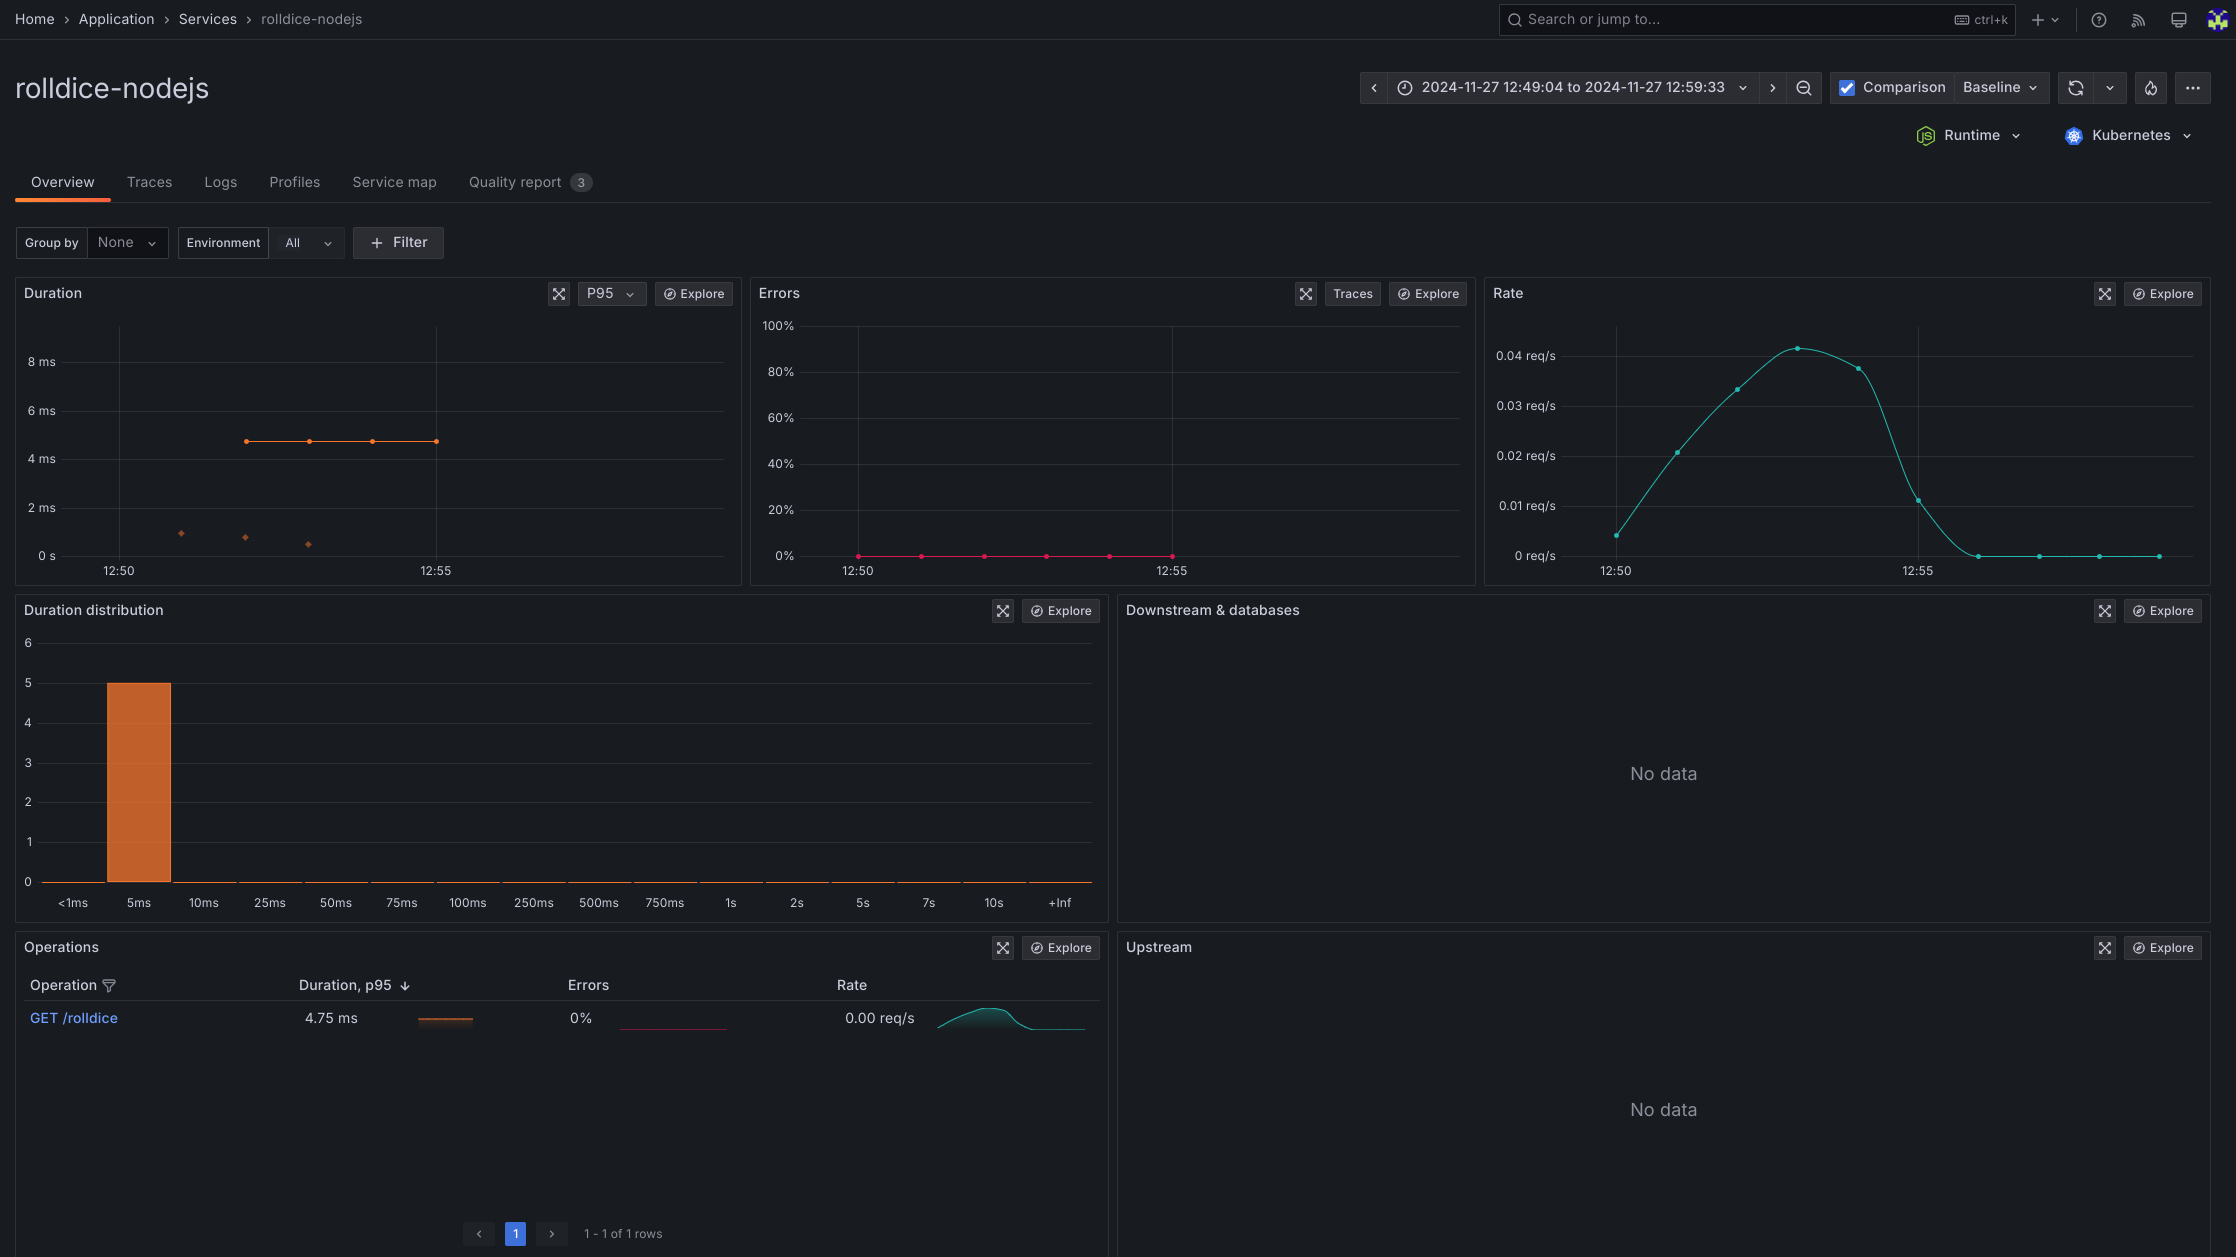 Home › Application › Services › rolldice-nodejs
Search or jump to...
ctrl+k
rolldice-nodejs
2024-11-27 12:49:04 to 2024-11-27 12:59:33
Comparison
Baseline
Runtime
Kubernetes
Overview
Traces
Logs
Profiles
Service map
Quality report
3
Group by
None
Environment
All
+ Filter
Duration
P95
Explore
8 ms
6 ms
4 ms
2 ms
0 s
12:50
12:55
Errors
Traces
Explore
100%
80%
60%
40%
20%
0%
12:50
12:55
Rate
Explore
0.04 req/s
0.03 req/s
0.02 req/s
0.01 req/s
0 req/s
12:50
12:55
Duration distribution
Explore
6
5
4
3
2
1
0
<1ms
5ms
10ms
25ms
50ms
75ms
100ms
250ms
500ms
750ms
1s
2s
5s
7s
10s
+Inf
Downstream & databases
Explore
No data
Operations
Explore
Operation
Duration, p95
Errors
Rate
GET /rolldice
4.75 ms
0%
0.00 req/s
1
1 - 1 of 1 rows
Upstream
Explore
No data